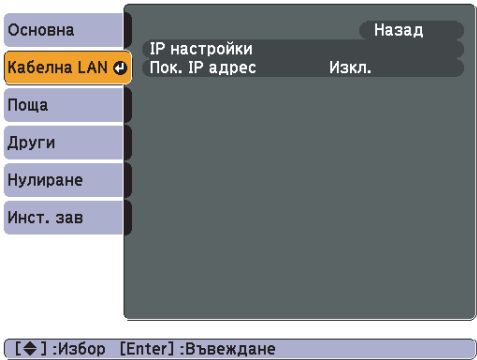 Основна
Кабелна LAN
Поща
Други
Нулиране
Инст. зав
Назад
IP настройки
Пок. IP адрес Изкл.
[◆] :Избор [Enter] :Въвеждане